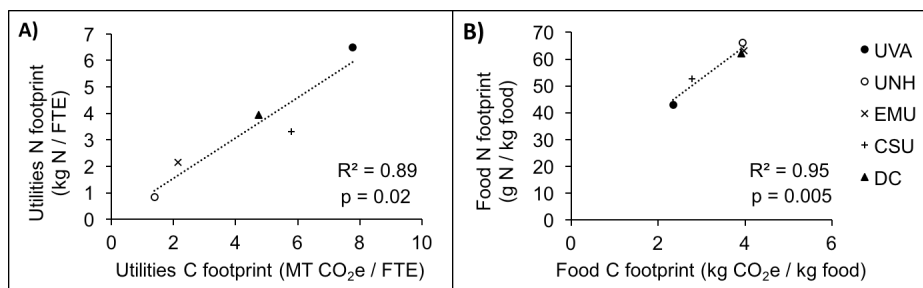 A)
7
6
5
4
3
2
1
0
Utilities N footprint
(kg N / FTE)
R² = 0.89
p = 0.02
0 2 4 6 8 10
Utilities C footprint (MT CO₂e / FTE)
B)
70
60
50
40
30
20
10
0
Food N footprint
(g N / kg food)
R² = 0.95
p = 0.005
0 2 4 6
Food C footprint (kg CO₂e / kg food)
UVA
UNH
EMU
CSU
DC